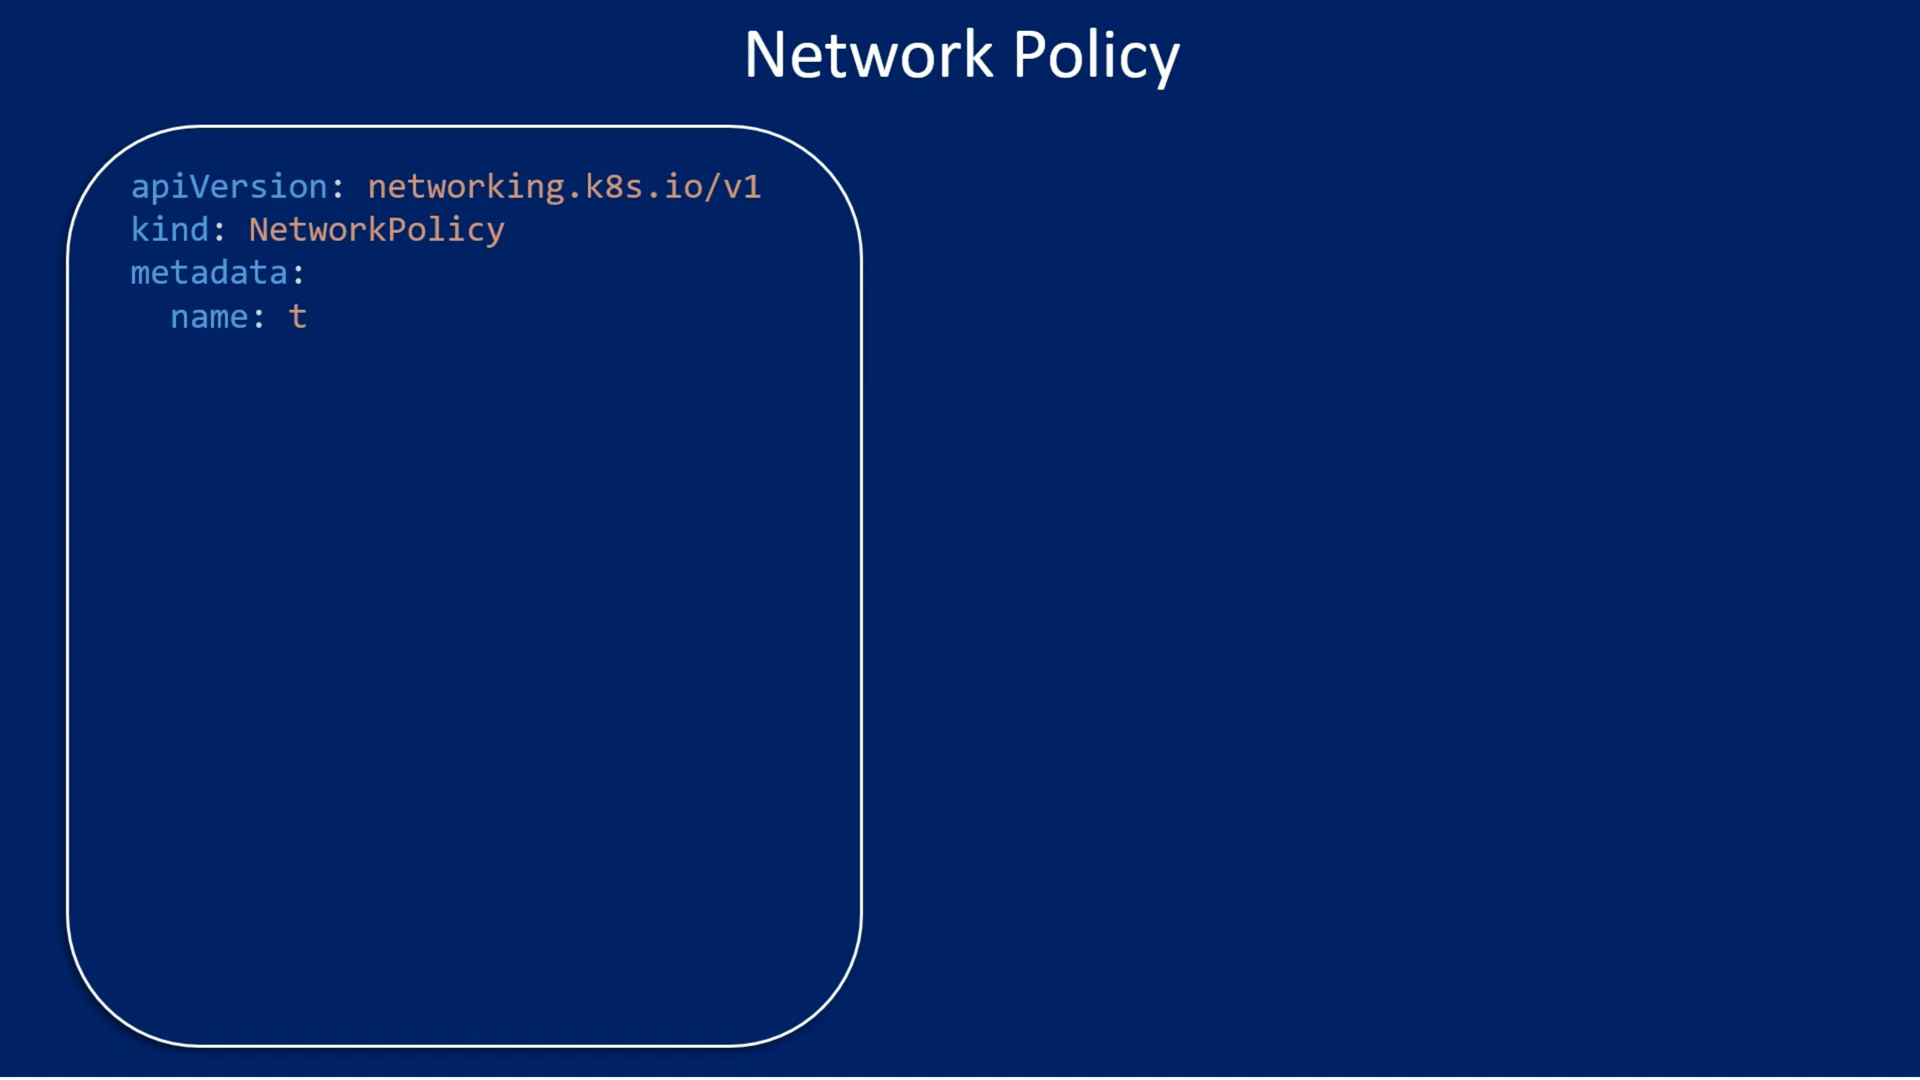 Network Policy
apiVersion: networking.k8s.io/v1
kind: NetworkPolicy
metadata:
  name: t